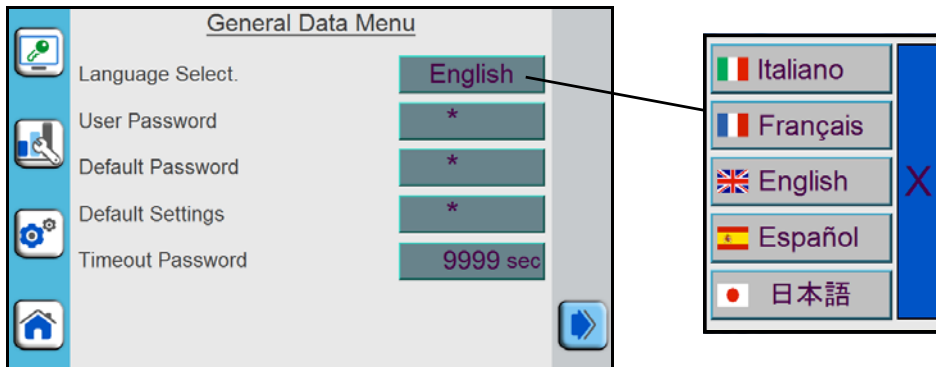 General Data Menu
Language Select. English
User Password *
Default Password *
Default Settings *
Timeout Password 9999 sec
Italiano
Français
English
Español
日本語
X